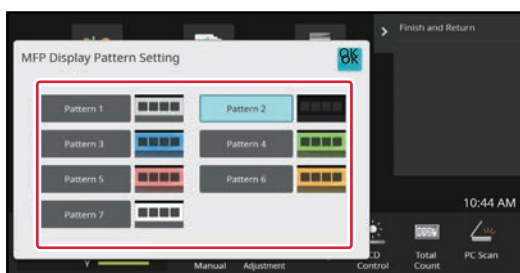 Finish and Return
MFP Display Pattern Setting
OK
Pattern 1
Pattern 2
Pattern 3
Pattern 4
Pattern 5
Pattern 6
Pattern 7
10:44 AM
Y
Manual
Adjustment
Control
Total
Count
PC Scan